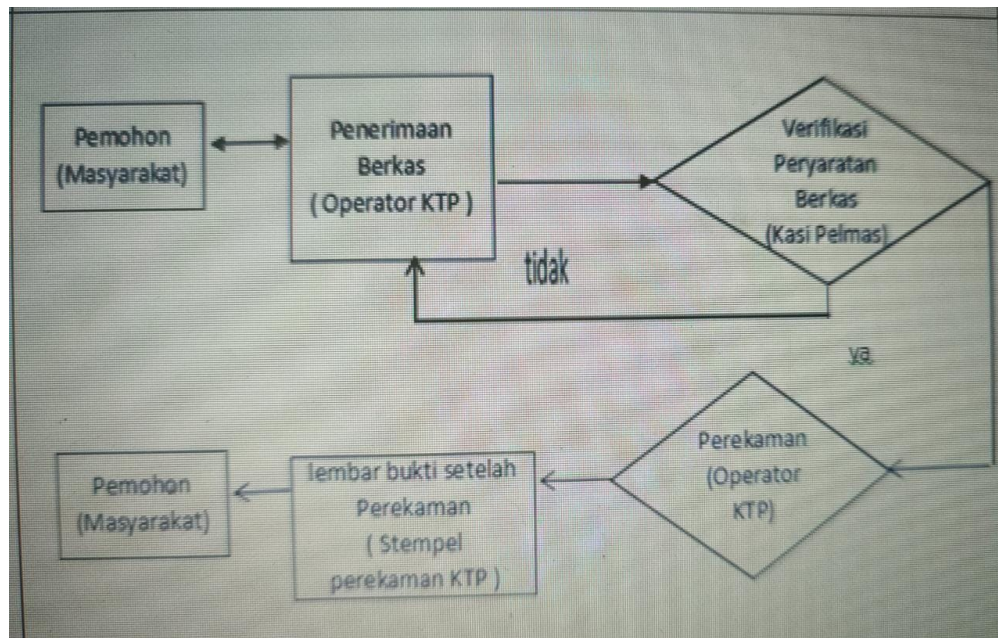 Pemohon
(Masyarakat)
Penerimaan
Berkas
( Operator KTP )
Verifikasi
Peryaratan
Berkas
(Kasi Pelmas)
tidak
ya
Perekaman
(Operator
KTP)
lembar bukti setelah
Perekaman
( Stempel
perekaman KTP )
Pemohon
(Masyarakat)